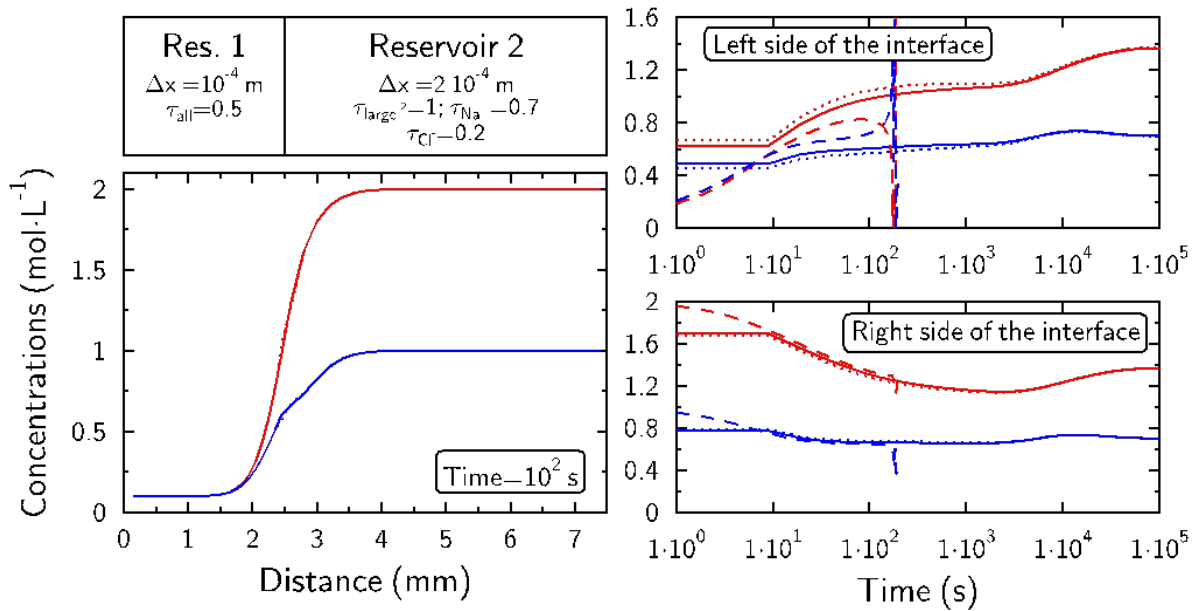 Res. 1
Δx=10⁻⁴ m
τall=0.5
Reservoir 2
Δx=2 10⁻⁴ m
τlarge ²=1; τNa =0.7
τCl=0.2
Concentrations (mol·L⁻¹)
2
1.5
1
0.5
0
Time=10² s
0 1 2 3 4 5 6 7
Distance (mm)
1.6
1.2
0.8
0.4
0
Left side of the interface
1·10⁰ 1·10¹ 1·10² 1·10³ 1·10⁴ 1·10⁵
2
1.6
1.2
0.8
0.4
0
Right side of the interface
1·10⁰ 1·10¹ 1·10² 1·10³ 1·10⁴ 1·10⁵
Time (s)